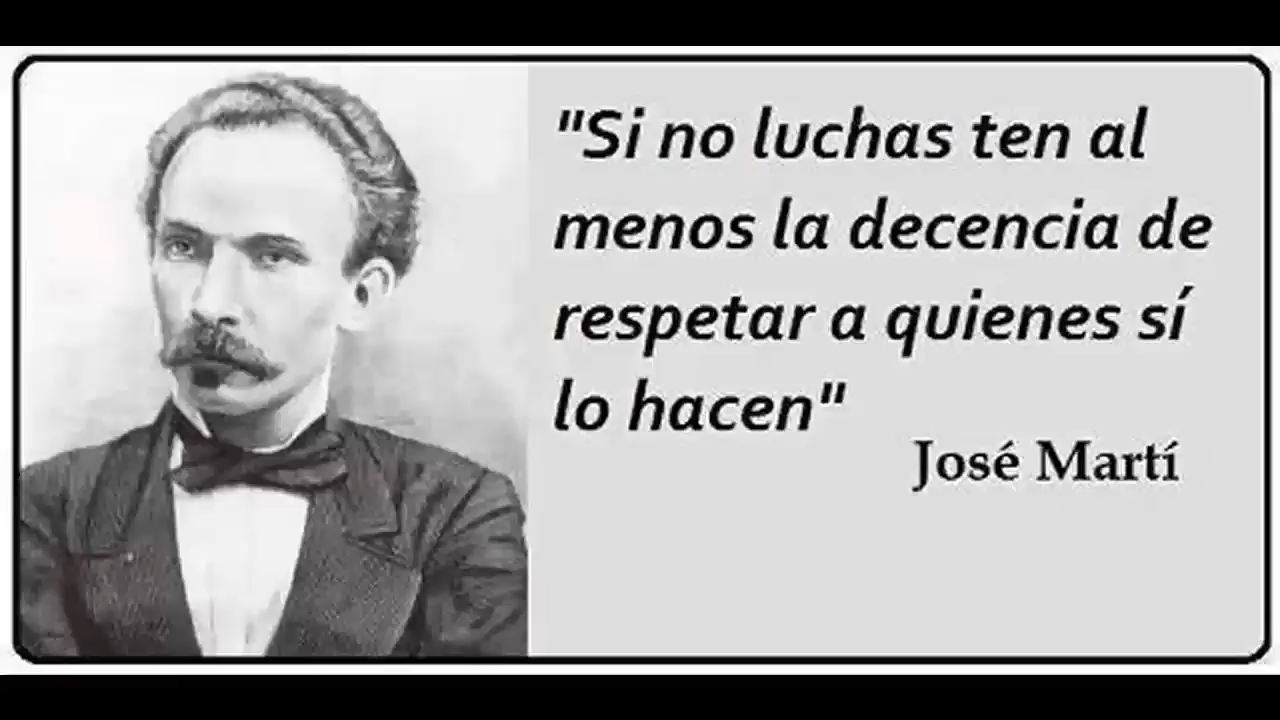 "Si no luchas ten al
menos la decencia de
respetar a quienes sí
lo hacen"
José Martí